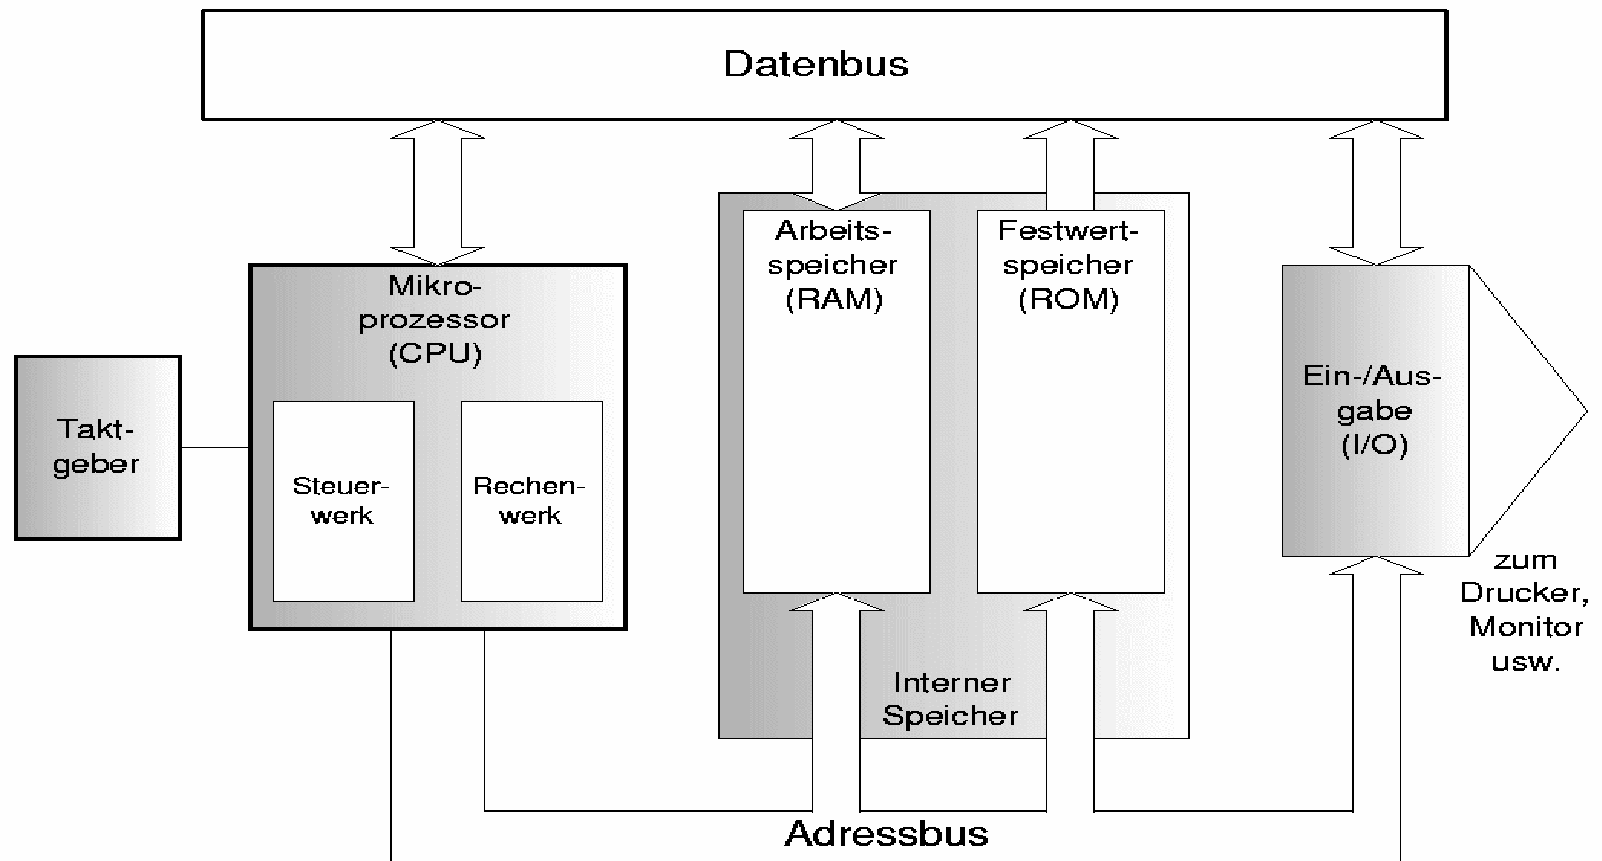 Datenbus
Mikro-
prozessor
(CPU)
Arbeits-
speicher
(RAM)
Festwert-
speicher
(ROM)
Ein-/Aus-
gabe
(I/O)
Takt-
geber
Steuer-
werk
Rechen-
werk
zum
Drucker,
Monitor
usw.
Interner
Speicher
Adressbus